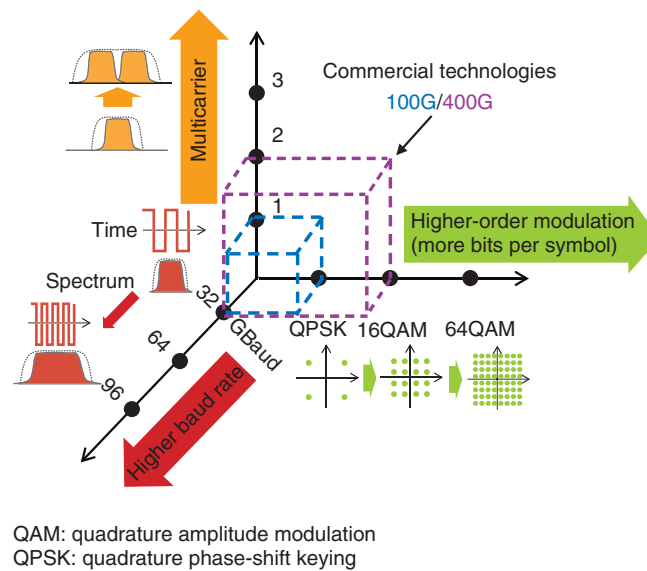 Multicarrier
3
2
1
Commercial technologies
100G/400G
Time
Spectrum
Higher-order modulation
(more bits per symbol)
32
64
96
GBaud
Higher baud rate
QPSK
16QAM
64QAM
QAM: quadrature amplitude modulation
QPSK: quadrature phase-shift keying